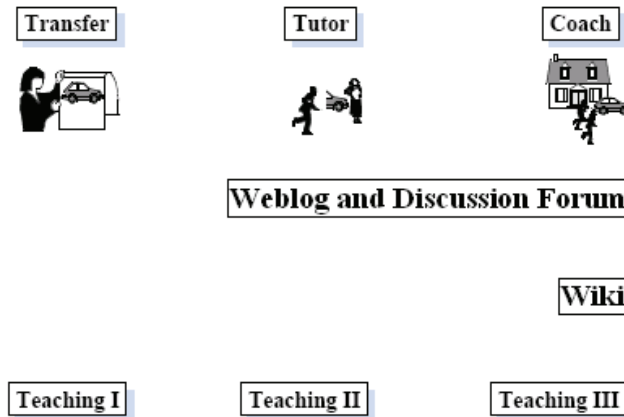 Transfer Tutor Coach
Weblog and Discussion Forum
Wiki
Teaching I Teaching II Teaching III